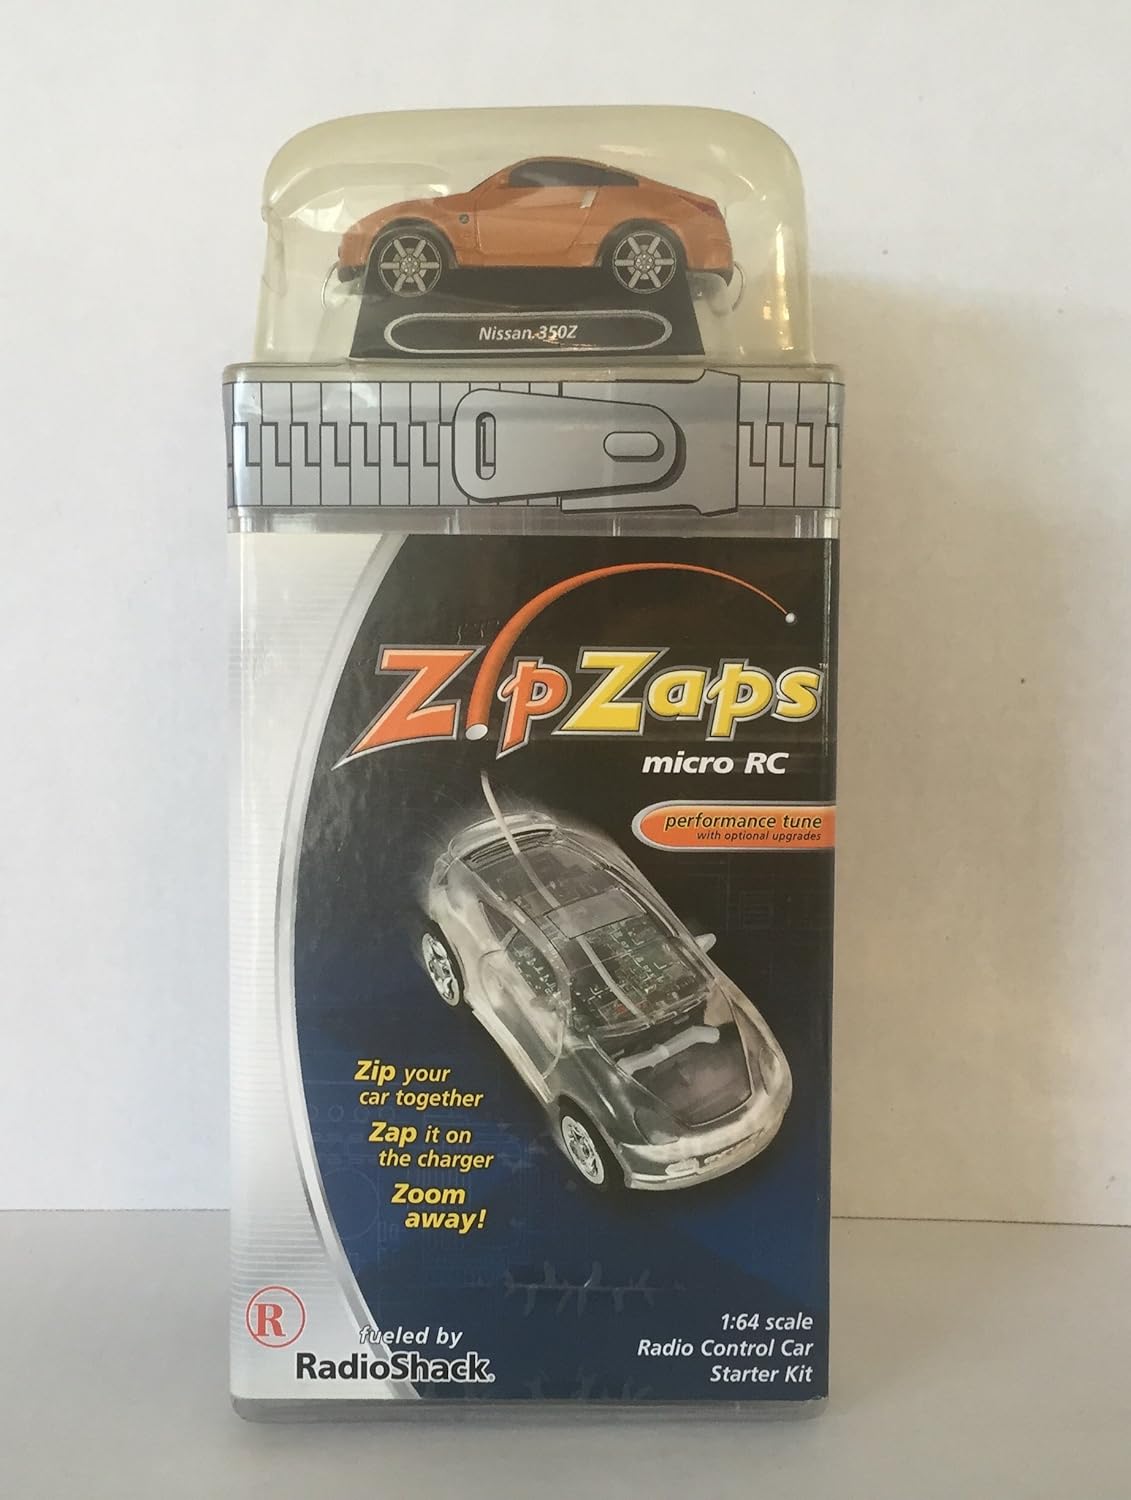 Nissan 350Z
ZipZaps™
micro RC
performance tune
with optional upgrades
Zip your
car together
Zap it on
the charger
Zoom
away!
R
fueled by
RadioShack®
1:64 scale
Radio Control Car
Starter Kit